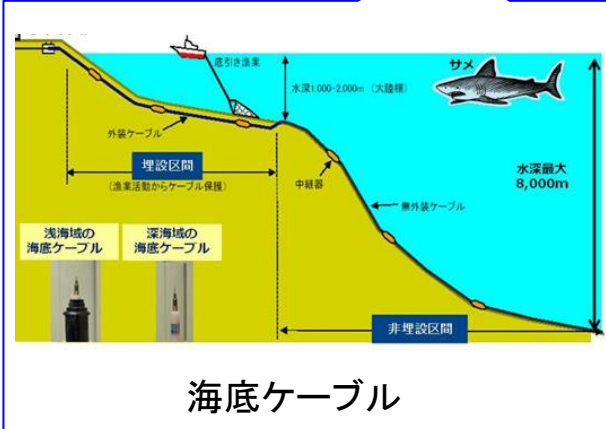 底引き漁業
サメ
水深1,000-2,000m（大陸棚）
外装ケーブル
埋設区間
(漁業活動からケーブル保護)
中継器
無外装ケーブル
水深最大
8,000m
浅海域の
海底ケーブル
深海域の
海底ケーブル
非埋設区間
海底ケーブル